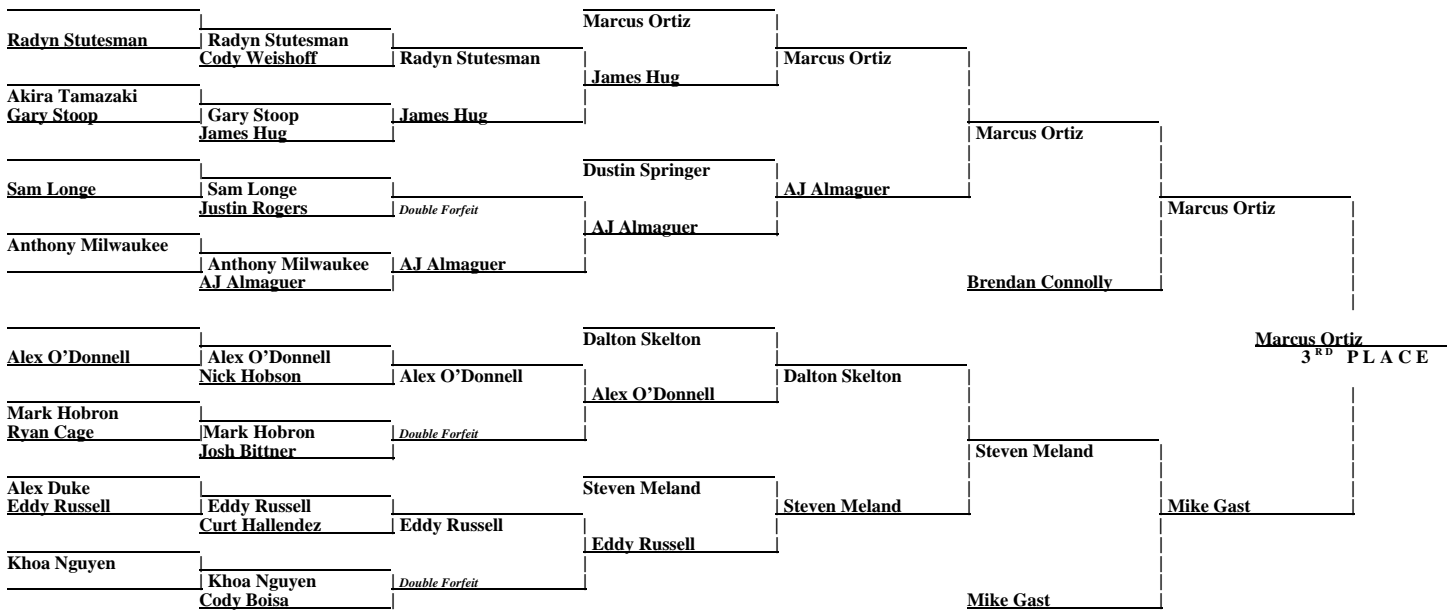 Marcus Ortiz
Radyn Stutesman
Radyn Stutesman
Cody Weishoff
Radyn Stutesman
Marcus Ortiz
James Hug
Akira Tamazaki
Gary Stoop
Gary Stoop
James Hug
James Hug
Marcus Ortiz
Dustin Springer
Sam Longe
Sam Longe
AJ Almaguer
Justin Rogers
Double Forfeit
Marcus Ortiz
AJ Almaguer
Anthony Milwaukee
Anthony Milwaukee
AJ Almaguer
AJ Almaguer
Brendan Connolly
Dalton Skelton
Marcus Ortiz
3RD PLACE
Alex O’Donnell
Alex O’Donnell
Nick Hobson
Alex O’Donnell
Dalton Skelton
Alex O’Donnell
Mark Hobron
Ryan Cage
Mark Hobron
Double Forfeit
Josh Bittner
Steven Meland
Alex Duke
Steven Meland
Eddy Russell
Eddy Russell
Steven Meland
Mike Gast
Curt Hallendez
Eddy Russell
Eddy Russell
Khoa Nguyen
Khoa Nguyen
Double Forfeit
Cody Boisa
Mike Gast